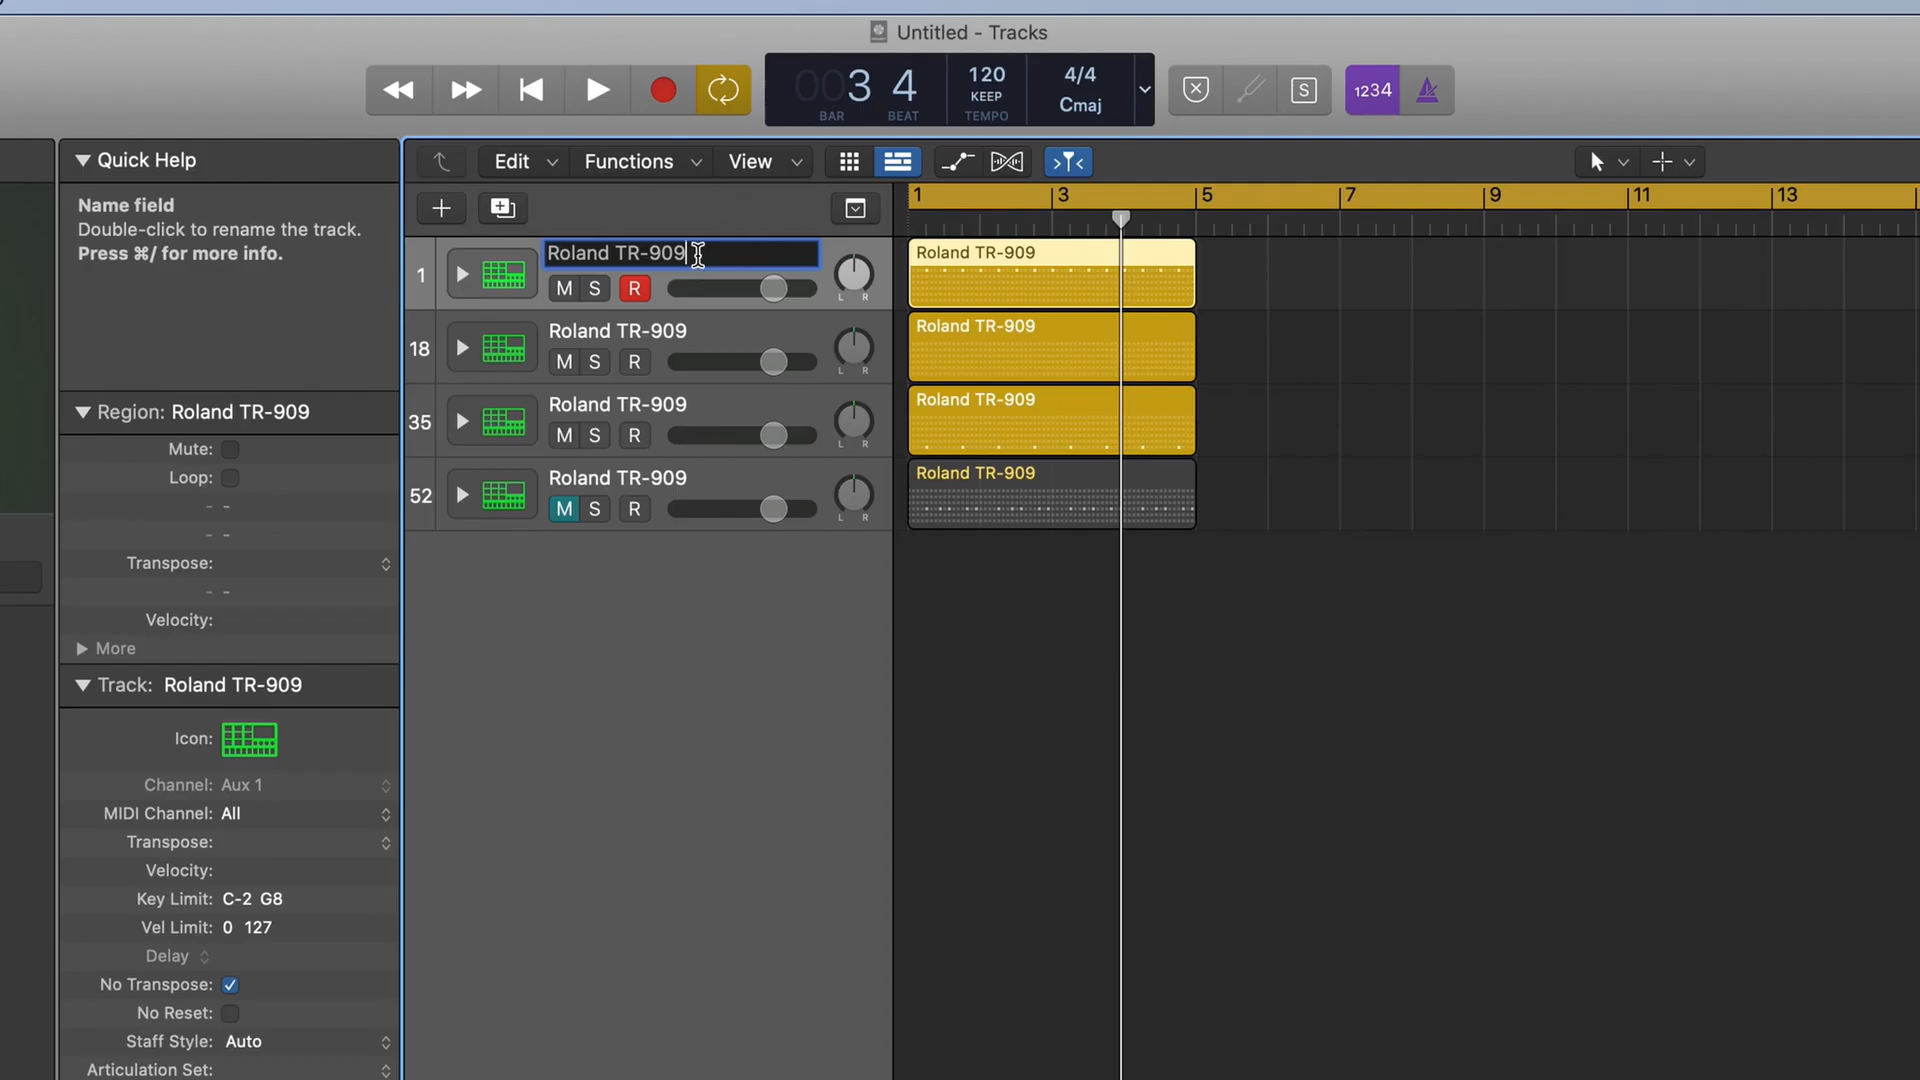 Untitled - Tracks
003 4
BAR BEAT
120
KEEP
TEMPO
4/4
Cmaj
S
1234
Quick Help
Name field
Double-click to rename the track.
Press ⌘/ for more info.
Region: Roland TR-909
Mute:
Loop:
- -
- -
Transpose:
- -
Velocity:
More
Track: Roland TR-909
Icon:
Channel: Aux 1
MIDI Channel: All
Transpose:
Velocity:
Key Limit: C-2 G8
Vel Limit: 0 127
Delay
No Transpose:
No Reset:
Staff Style: Auto
Articulation Set:
Edit Functions View
1 3 5 7 9 11 13
1 Roland TR-909
M S R
L R
Roland TR-909
18 Roland TR-909
M S R
L R
Roland TR-909
35 Roland TR-909
M S R
L R
Roland TR-909
52 Roland TR-909
M S R
L R
Roland TR-909